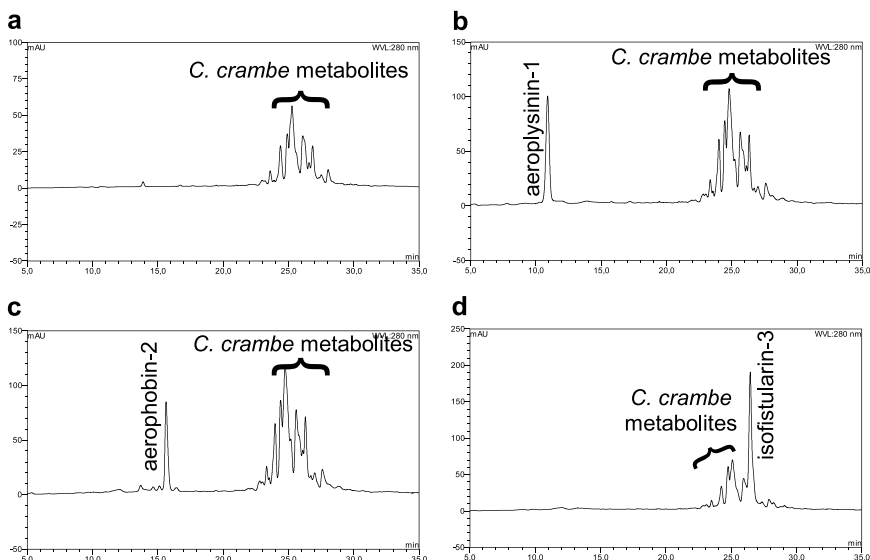 a
100
mAU
WVL:280 nm
C. crambe metabolites
75
50
25
0
-25
-50
min
5,0 10,0 15,0 20,0 25,0 30,0 35,0
b
150
mAU
WVL:280 nm
C. crambe metabolites
aeroplysinin-1
100
50
0
-50
min
5,0 10,0 15,0 20,0 25,0 30,0 35,0
c
150
mAU
WVL:280 nm
C. crambe metabolites
aerophobin-2
100
50
0
-50
min
5,0 10,0 15,0 20,0 25,0 30,0 35,0
d
250
mAU
WVL:280 nm
isofistularin-3
200
C. crambe
metabolites
150
100
50
0
-50
min
5,0 10,0 15,0 20,0 25,0 30,0 35,0